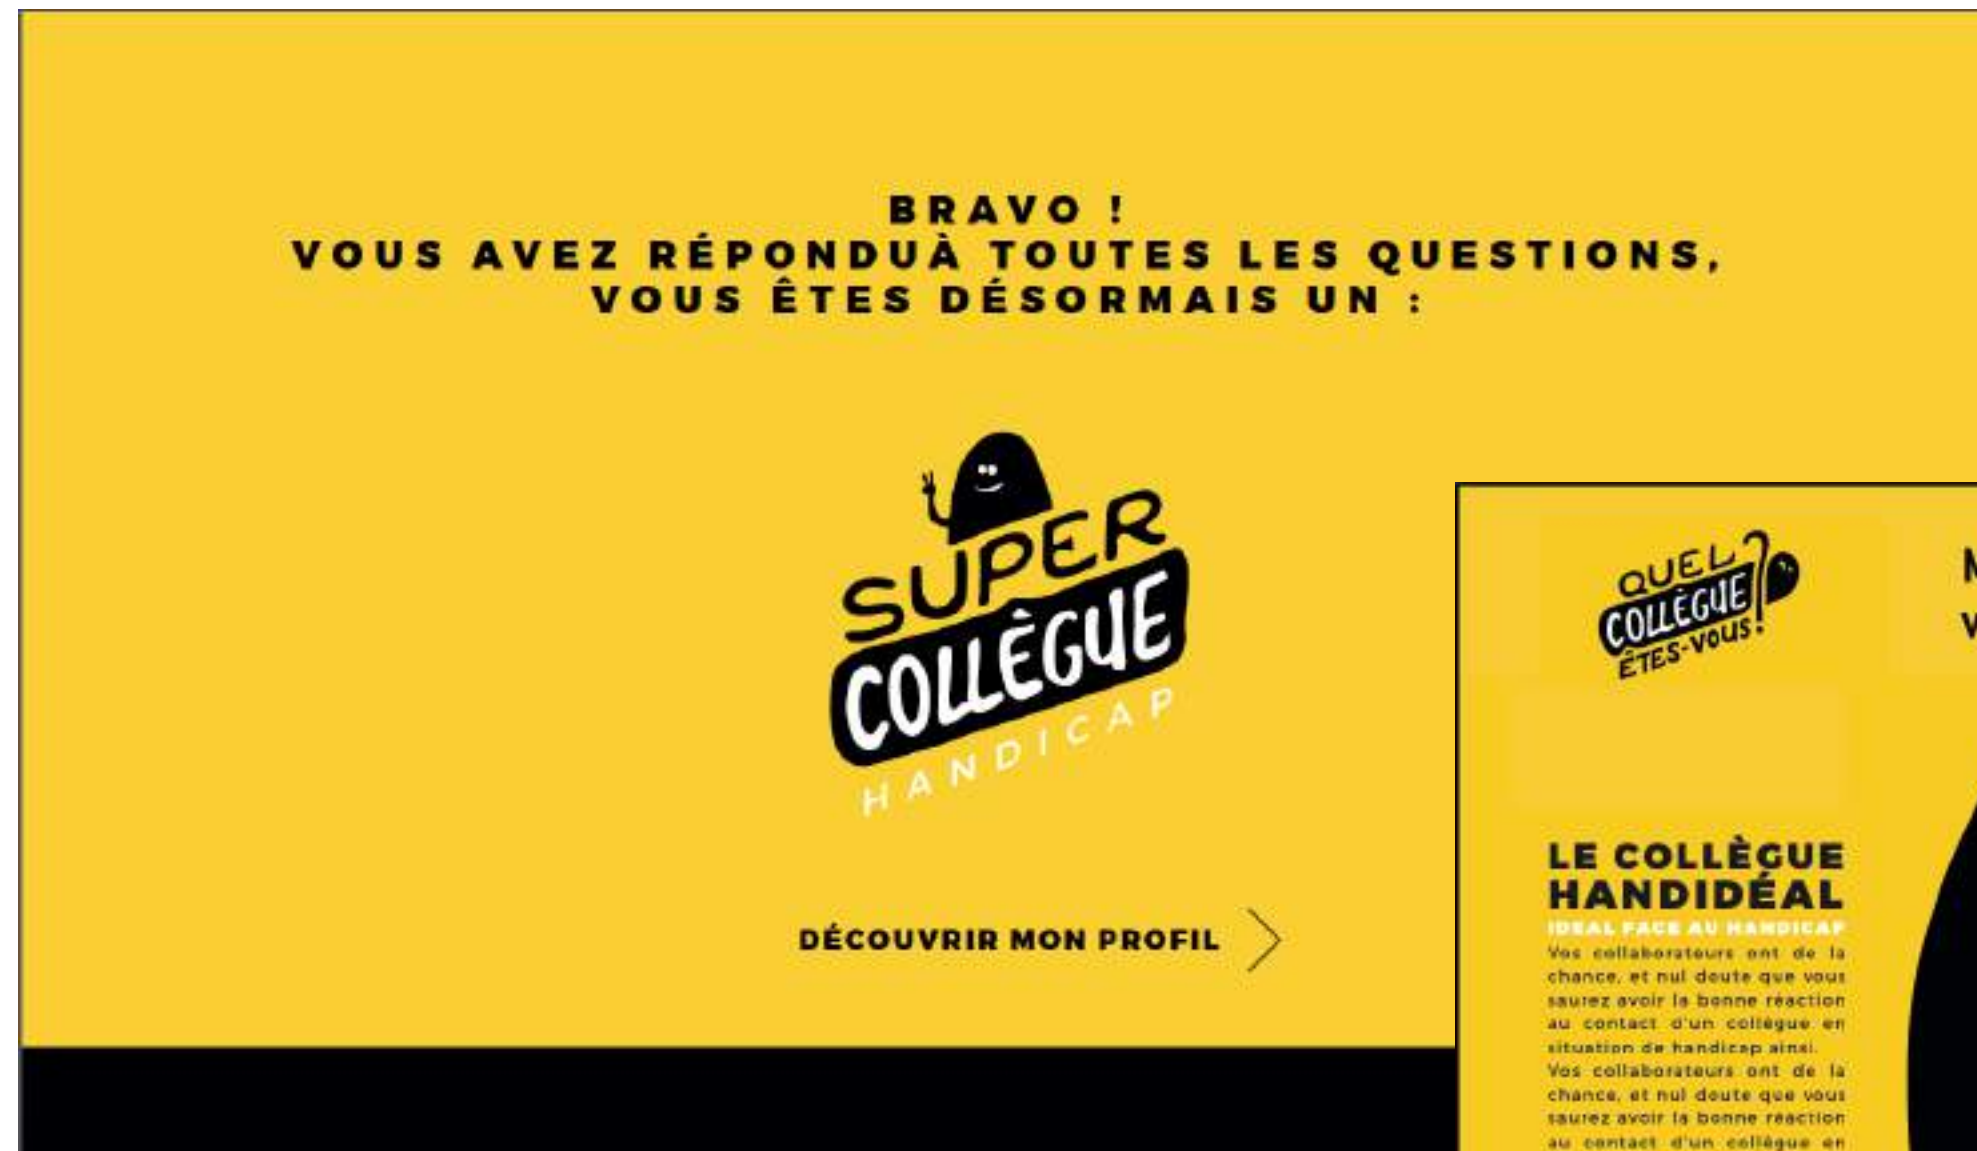 BRAVO !
VOUS AVEZ RÉPONDUÀ TOUTES LES QUESTIONS,
VOUS ÊTES DÉSORMAIS UN :
SUPER
COLLÈGUE
HANDICAP
DÉCOUVRIR MON PROFIL
QUEL
COLLÈGUE
ÊTES-VOUS?
LE COLLÈGUE
HANDIDÉAL
IDEAL FACE AU HANDICAP
Vos collaborateurs ont de la
chance, et nul doute que vous
saurez avoir la bonne réaction
au contact d'un collègue en
situation de handicap ainsi.
Vos collaborateurs ont de la
chance, et nul doute que vous
saurez avoir la bonne réaction
au contact d'un collègue en